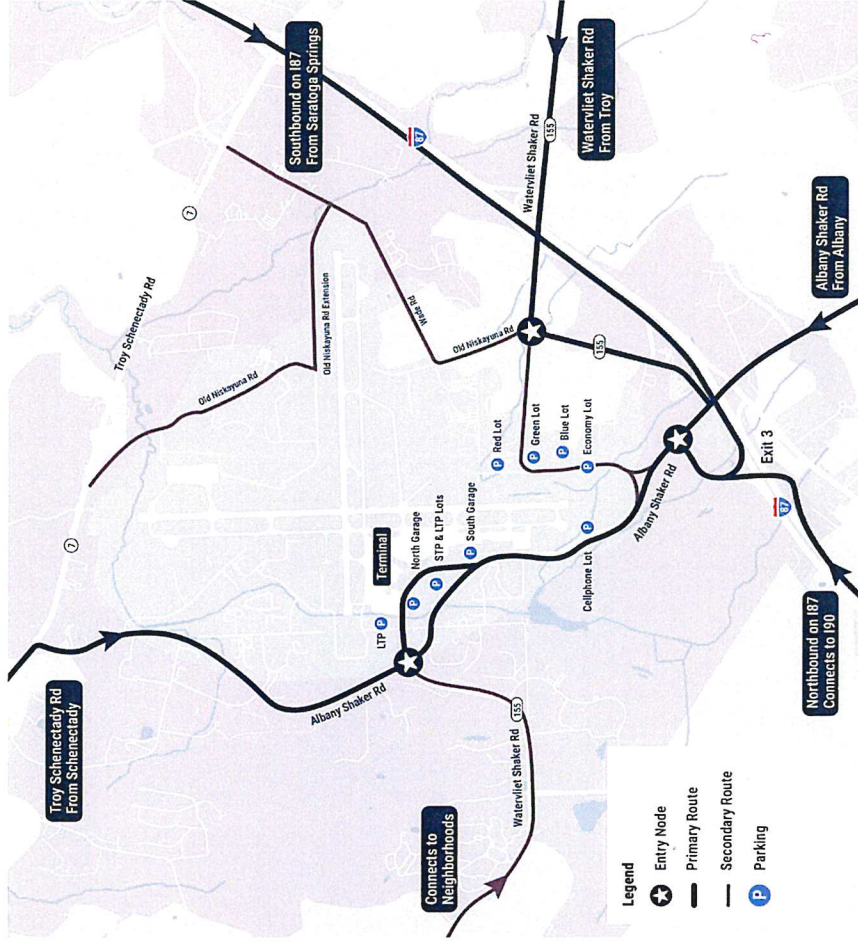 Troy Schenectady Rd
From Schenectady
Southbound on I87
From Saratoga Springs
Watervliet Shaker Rd
From Troy
Albany Shaker Rd
From Albany
Northbound on I87
Connects to I90
Connects to
Neighborhoods
7
7
Troy Schenectady Rd
Old Niskayuna Rd
Old Niskayuna Rd Extension
Wade Rd
Old Niskayuna Rd
87
Watervliet Shaker Rd
155
155
Albany Shaker Rd
Terminal
LTP P
P North Garage
P STP & LTP Lots
P South Garage
P Red Lot
P Green Lot
P Blue Lot
P Economy Lot
Cellphone Lot P
Albany Shaker Rd
Exit 3
87
155
Watervliet Shaker Rd
Legend
Entry Node
Primary Route
Secondary Route
P Parking